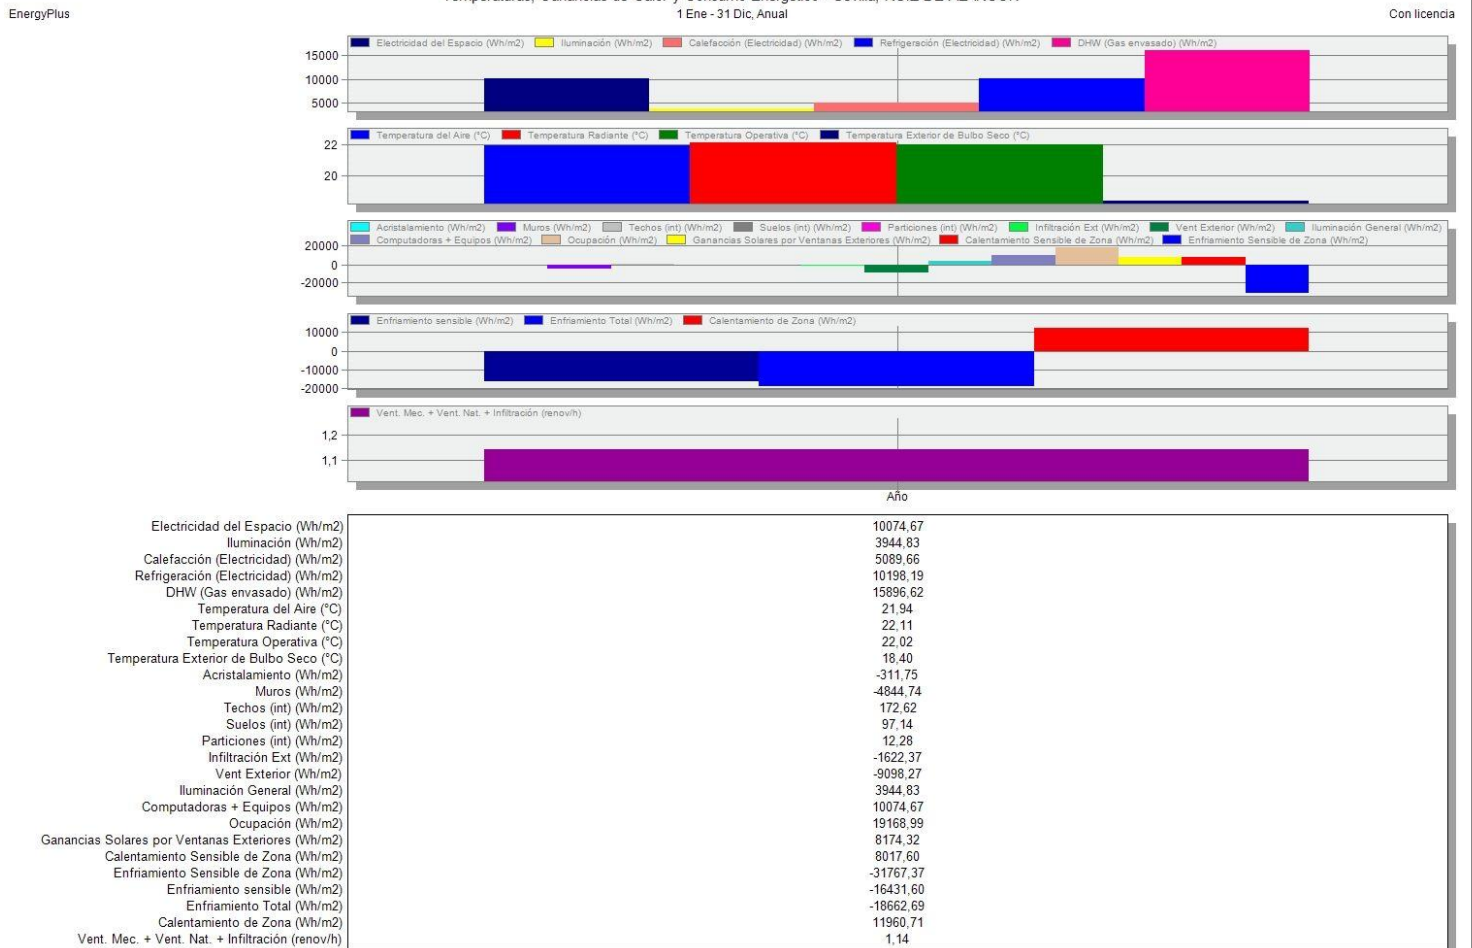 EnergyPlus
1 Ene - 31 Dic, Anual
Con licencia
Electricidad del Espacio (Wh/m2) Iluminación (Wh/m2) Calefacción (Electricidad) (Wh/m2) Refrigeración (Electricidad) (Wh/m2) DHW (Gas envasado) (Wh/m2)
15000
10000
5000
Temperatura del Aire (°C) Temperatura Radiante (°C) Temperatura Operativa (°C) Temperatura Exterior de Bulbo Seco (°C)
22
20
Acristalamiento (Wh/m2) Muros (Wh/m2) Techos (int) (Wh/m2) Suelos (int) (Wh/m2) Particiones (int) (Wh/m2) Infiltración Ext (Wh/m2) Vent Exterior (Wh/m2) Iluminación General (Wh/m2)
Computadoras + Equipos (Wh/m2) Ocupación (Wh/m2) Ganancias Solares por Ventanas Exteriores (Wh/m2) Calentamiento Sensible de Zona (Wh/m2) Enfriamiento Sensible de Zona (Wh/m2)
20000
0
-20000
Enfriamiento sensible (Wh/m2) Enfriamiento Total (Wh/m2) Calentamiento de Zona (Wh/m2)
10000
0
-10000
-20000
Vent. Mec. + Vent. Nat. + Infiltración (renov/h)
1,2
1,1
Año
Electricidad del Espacio (Wh/m2) 10074,67
Iluminación (Wh/m2) 3944,83
Calefacción (Electricidad) (Wh/m2) 5089,66
Refrigeración (Electricidad) (Wh/m2) 10198,19
DHW (Gas envasado) (Wh/m2) 15896,62
Temperatura del Aire (°C) 21,94
Temperatura Radiante (°C) 22,11
Temperatura Operativa (°C) 22,02
Temperatura Exterior de Bulbo Seco (°C) 18,40
Acristalamiento (Wh/m2) -311,75
Muros (Wh/m2) -4844,74
Techos (int) (Wh/m2) 172,62
Suelos (int) (Wh/m2) 97,14
Particiones (int) (Wh/m2) 12,28
Infiltración Ext (Wh/m2) -1622,37
Vent Exterior (Wh/m2) -9098,27
Iluminación General (Wh/m2) 3944,83
Computadoras + Equipos (Wh/m2) 10074,67
Ocupación (Wh/m2) 19168,99
Ganancias Solares por Ventanas Exteriores (Wh/m2) 8174,32
Calentamiento Sensible de Zona (Wh/m2) 8017,60
Enfriamiento Sensible de Zona (Wh/m2) -31767,37
Enfriamiento sensible (Wh/m2) -16431,60
Enfriamiento Total (Wh/m2) -18662,69
Calentamiento de Zona (Wh/m2) 11960,71
Vent. Mec. + Vent. Nat. + Infiltración (renov/h) 1,14